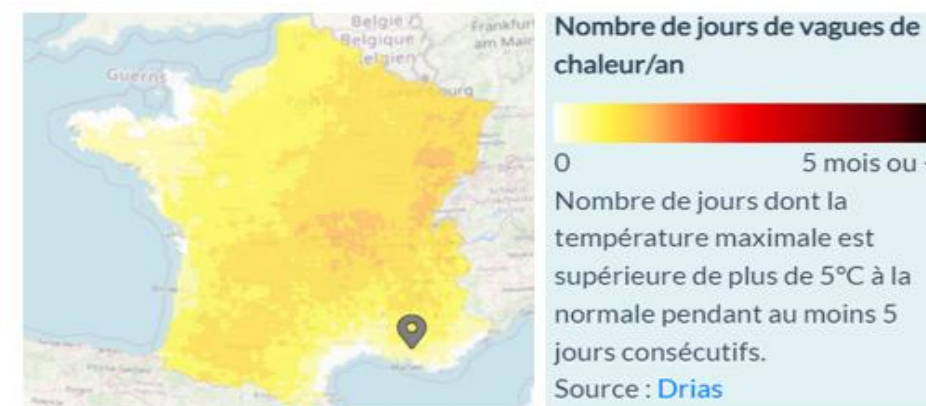 België
Belgique
Belgien
Frankfurt
am Main
Guerns
Nombre de jours de vagues de
chaleur/an
0
5 mois ou +
Nombre de jours dont la
température maximale est
supérieure de plus de 5°C à la
normale pendant au moins 5
jours consécutifs.
Source : Drias